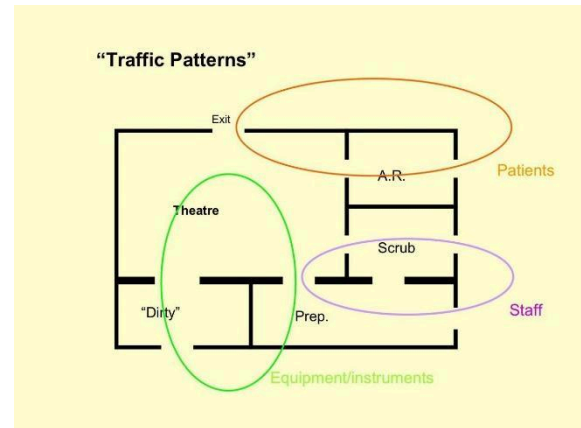 “Traffic Patterns”
Exit
A.R.
Patients
Theatre
Scrub
“Dirty”
Prep.
Staff
Equipment/instruments